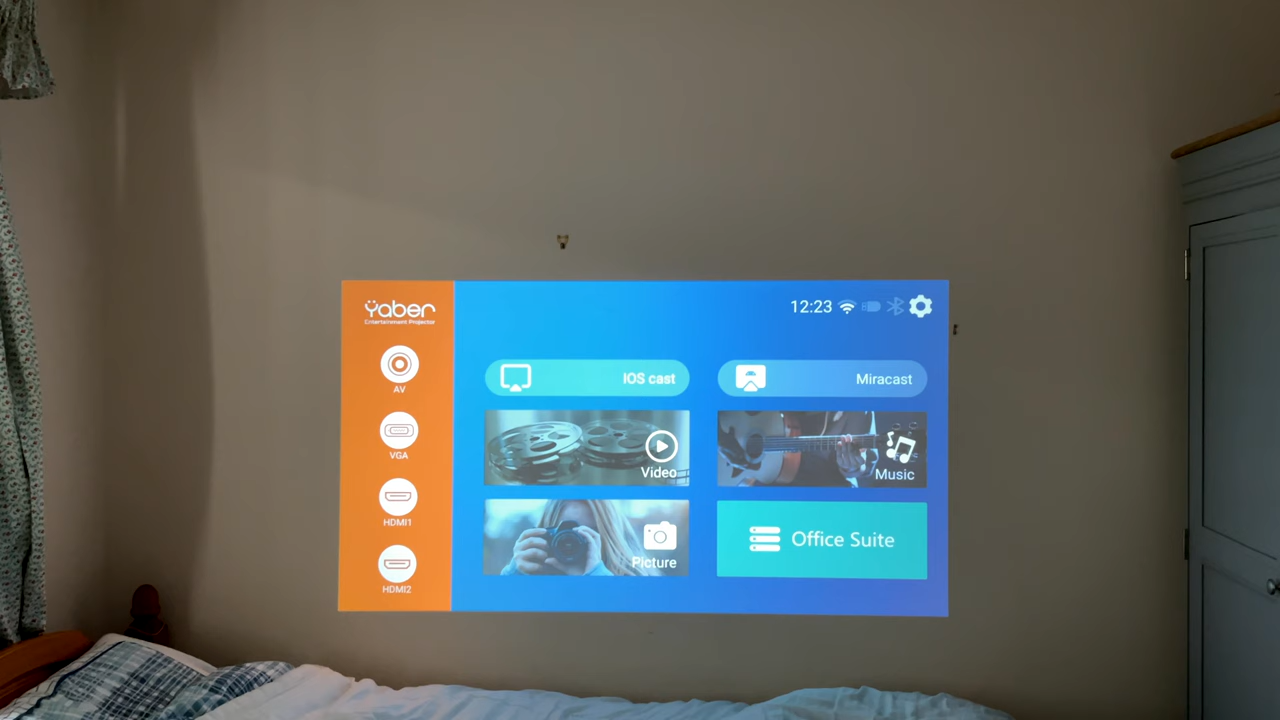 Yaber
Entertainment Projector
AV
VGA
HDMI1
HDMI2
12:23
IOS cast
Miracast
Video
Music
Picture
Office Suite